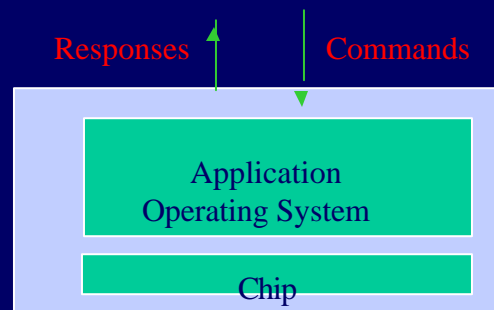 Responses Commands
Application
Operating System
Chip